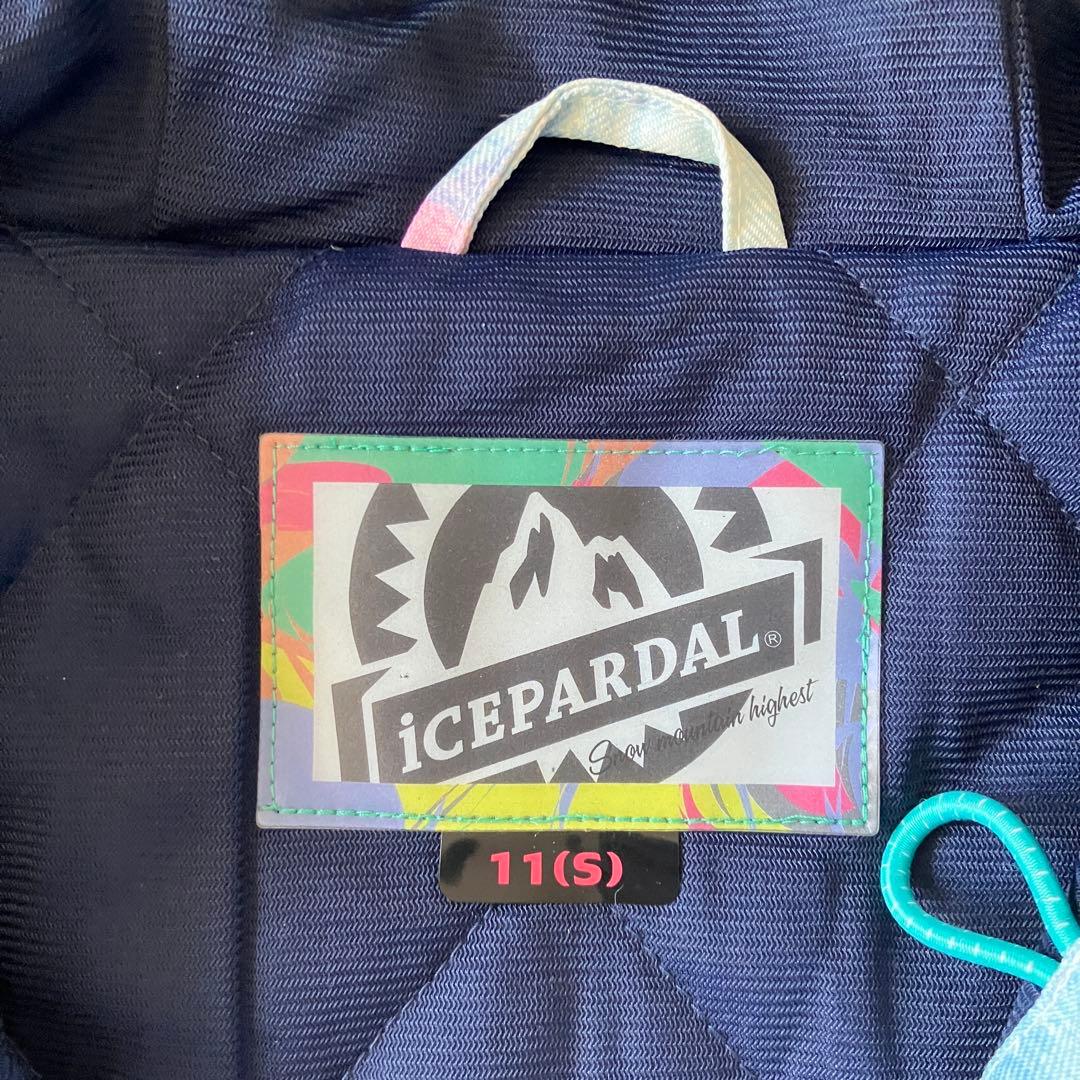 iCEPARDAL®
Snow mountain highest
11(S)